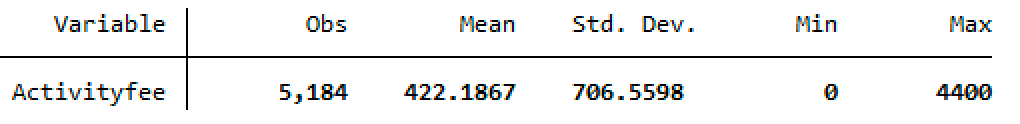 Variable Obs Mean Std. Dev. Min Max
Activityfee 5,184 422.1867 706.5598 0 4400